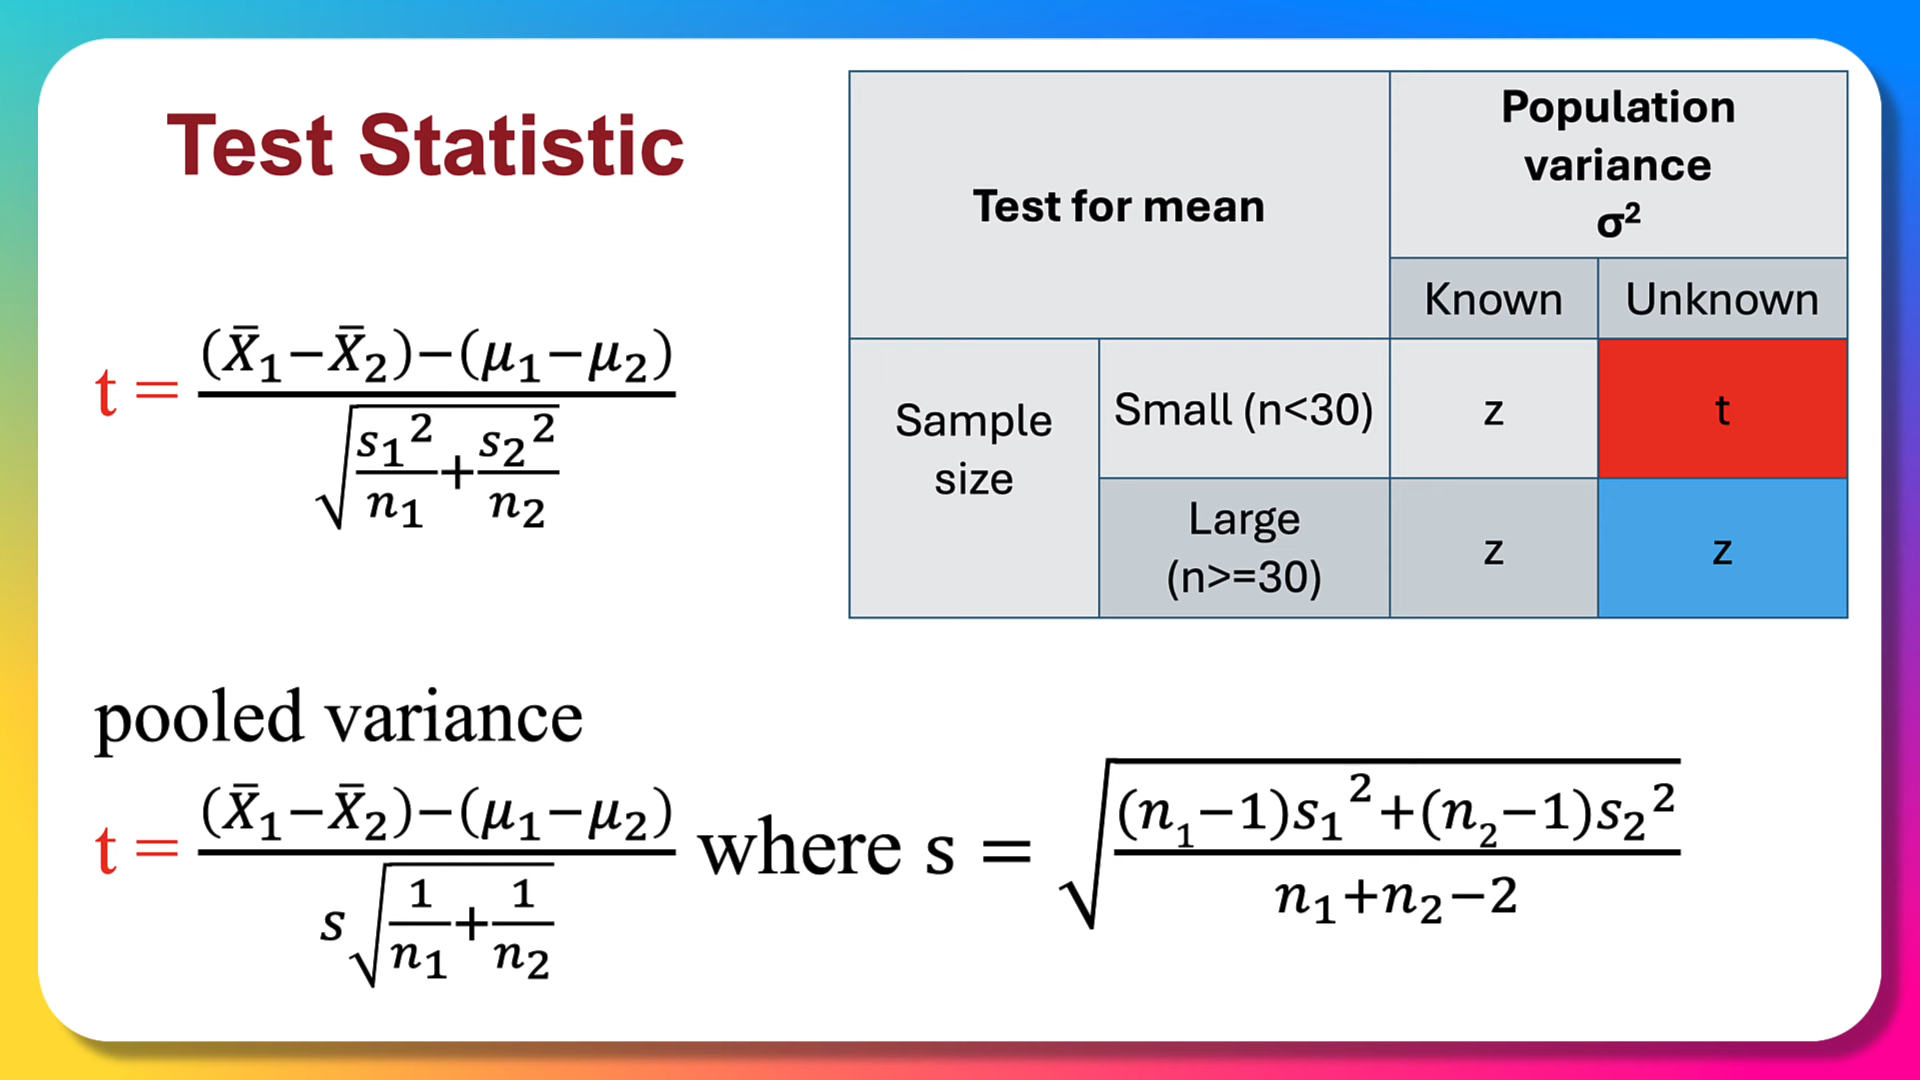 Test Statistic
t = (X̄₁−X̄₂)−(μ₁−μ₂) / √(s₁²/n₁ + s₂²/n₂)
Test for mean
Population
variance
σ²
Known
Unknown
Sample
size
Small (n<30)
z
t
Large
(n>=30)
z
z
pooled variance
t = (X̄₁−X̄₂)−(μ₁−μ₂) / s√(1/n₁ + 1/n₂) where s = √((n₁−1)s₁²+(n₂−1)s₂² / n₁+n₂−2)